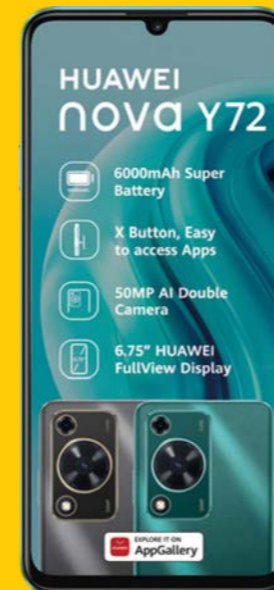 HUAWEI
nova Y72
6000mAh Super
Battery
X Button, Easy
to access Apps
50MP AI Double
Camera
6.75" HUAWEI
FullView Display
EXPLORE IT ON
AppGallery